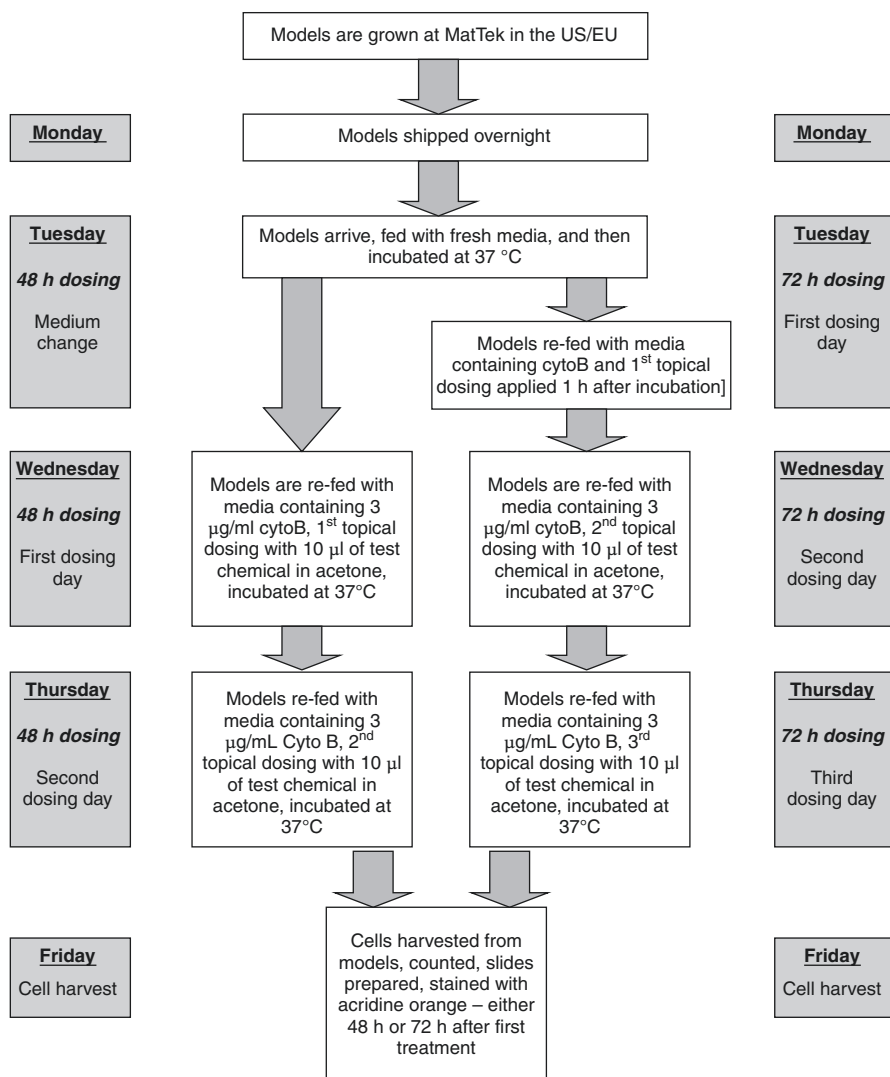 Models are grown at MatTek in the US/EU
Monday
Models shipped overnight
Monday
Tuesday
48 h dosing
Medium
change
Models arrive, fed with fresh media, and then
incubated at 37 °C
Tuesday
72 h dosing
First dosing
day
Models re-fed with media
containing cytoB and 1st topical
dosing applied 1 h after incubation]
Wednesday
48 h dosing
First dosing
day
Models are re-fed with
media containing 3
μg/ml cytoB, 1st topical
dosing with 10 μl of test
chemical in acetone,
incubated at 37°C
Models are re-fed with
media containing 3
μg/ml cytoB, 2nd topical
dosing with 10 μl of test
chemical in acetone,
incubated at 37°C
Wednesday
72 h dosing
Second
dosing day
Thursday
48 h dosing
Second
dosing day
Models re-fed with
media containing 3
μg/mL Cyto B, 2nd
topical dosing with 10 μl
of test chemical in
acetone, incubated at
37°C
Models re-fed with
media containing 3
μg/mL Cyto B, 3rd
topical dosing with 10 μl
of test chemical in
acetone, incubated at
37°C
Thursday
72 h dosing
Third
dosing day
Friday
Cell harvest
Cells harvested from
models, counted, slides
prepared, stained with
acridine orange – either
48 h or 72 h after first
treatment
Friday
Cell harvest